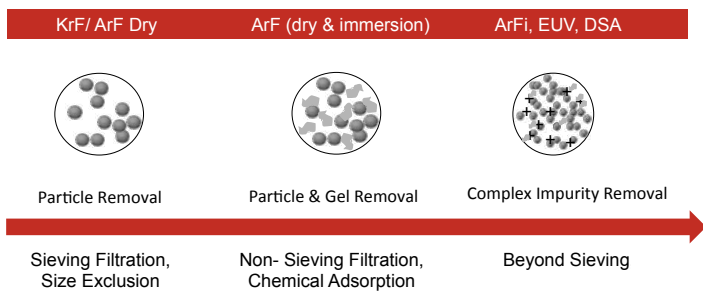 KrF/ ArF Dry
ArF (dry & immersion)
ArFi, EUV, DSA
+ + + + + + + + +
Particle Removal
Particle & Gel Removal
Complex Impurity Removal
Sieving Filtration,
Size Exclusion
Non- Sieving Filtration,
Chemical Adsorption
Beyond Sieving